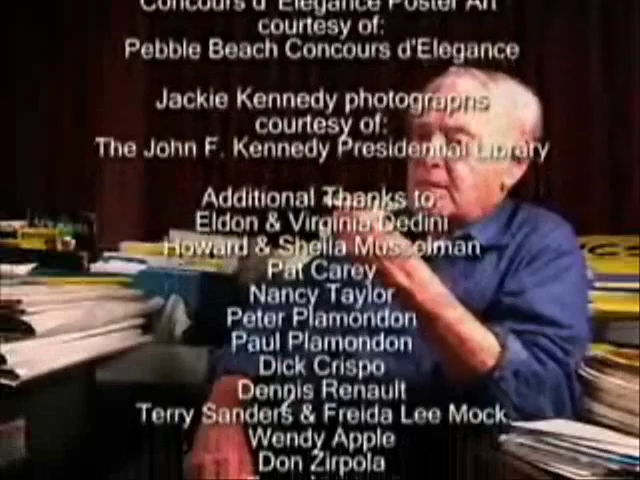 Concours d' Elegance Poster Art
courtesy of:
Pebble Beach Concours d'Elegance
Jackie Kennedy photographs
courtesy of:
The John F. Kennedy Presidential Library
Additional Thanks to:
Eldon & Virginia Dedini
Howard & Sheila Musselman
Pat Carey
Nancy Taylor
Peter Plamondon
Paul Plamondon
Dick Crispo
Dennis Renault
Terry Sanders & Freida Lee Mock
Wendy Apple
Don Zirpola